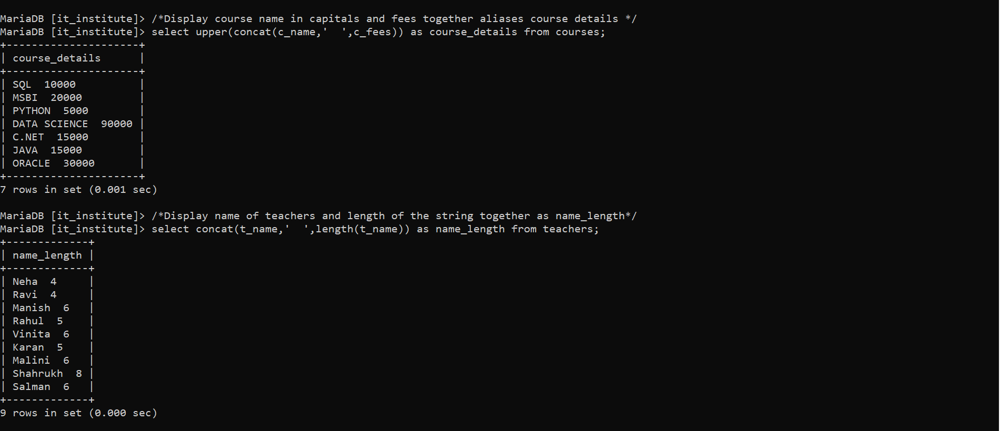 MariaDB [it_institute]> /*Display course name in capitals and fees together aliases course details */
MariaDB [it_institute]> select upper(concat(c_name,'  ',c_fees)) as course_details from courses;
+---------------------+
| course_details      |
+---------------------+
| SQL  10000          |
| MSBI  20000         |
| PYTHON  5000        |
| DATA SCIENCE  90000 |
| C.NET  15000        |
| JAVA  15000         |
| ORACLE  30000       |
+---------------------+
7 rows in set (0.001 sec)
MariaDB [it_institute]> /*Display name of teachers and length of the string together as name_length*/
MariaDB [it_institute]> select concat(t_name,'  ',length(t_name)) as name_length from teachers;
+-------------+
| name_length |
+-------------+
| Neha  4     |
| Ravi  4     |
| Manish  6   |
| Rahul  5    |
| Vinita  6   |
| Karan  5    |
| Malini  6   |
| Shahrukh  8 |
| Salman  6   |
+-------------+
9 rows in set (0.000 sec)